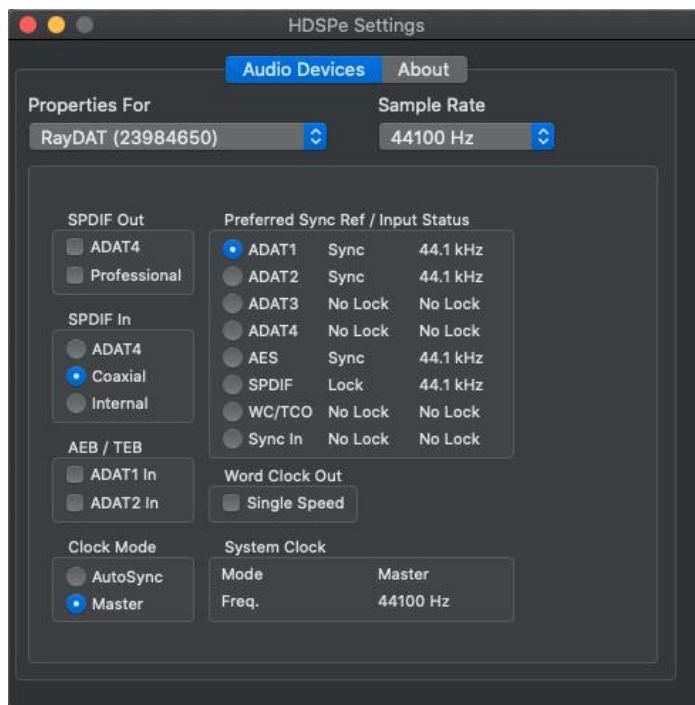 HDSPe Settings
Audio Devices About
Properties For
RayDAT (23984650)
Sample Rate
44100 Hz
SPDIF Out
ADAT4
Professional
SPDIF In
ADAT4
Coaxial
Internal
AEB / TEB
ADAT1 In
ADAT2 In
Clock Mode
AutoSync
Master
Preferred Sync Ref / Input Status
ADAT1 Sync 44.1 kHz
ADAT2 Sync 44.1 kHz
ADAT3 No Lock No Lock
ADAT4 No Lock No Lock
AES Sync 44.1 kHz
SPDIF Lock 44.1 kHz
WC/TCO No Lock No Lock
Sync In No Lock No Lock
Word Clock Out
Single Speed
System Clock
Mode Master
Freq. 44100 Hz